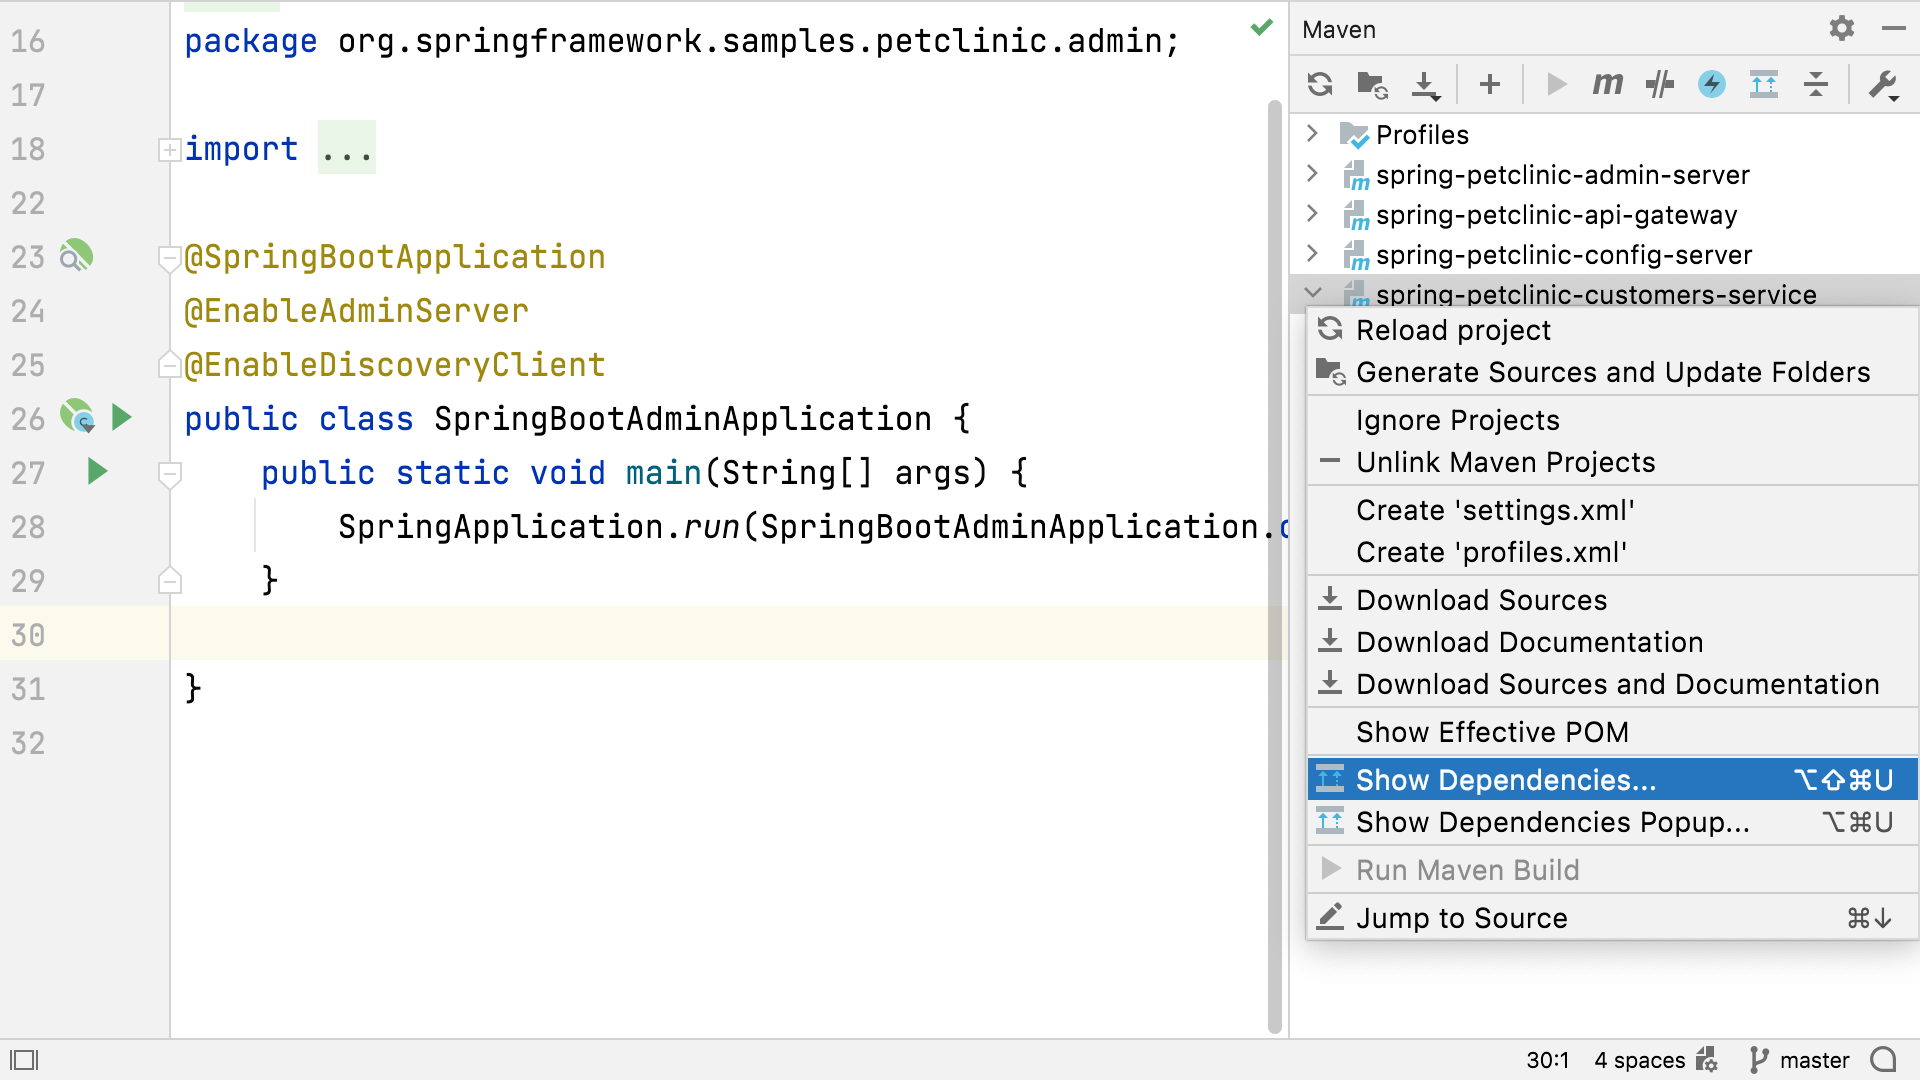 16 package org.springframework.samples.petclinic.admin;
17
18 import ...
22
23 @SpringBootApplication
24 @EnableAdminServer
25 @EnableDiscoveryClient
26 public class SpringBootAdminApplication {
27 public static void main(String[] args) {
28 SpringApplication.run(SpringBootAdminApplication.
29 }
30
31 }
32
Maven
Profiles
spring-petclinic-admin-server
spring-petclinic-api-gateway
spring-petclinic-config-server
spring-petclinic-customers-service
Reload project
Generate Sources and Update Folders
Ignore Projects
Unlink Maven Projects
Create 'settings.xml'
Create 'profiles.xml'
Download Sources
Download Documentation
Download Sources and Documentation
Show Effective POM
Show Dependencies... ⌥⇧⌘U
Show Dependencies Popup... ⌥⌘U
Run Maven Build
Jump to Source ⌘↓
30:1 4 spaces master